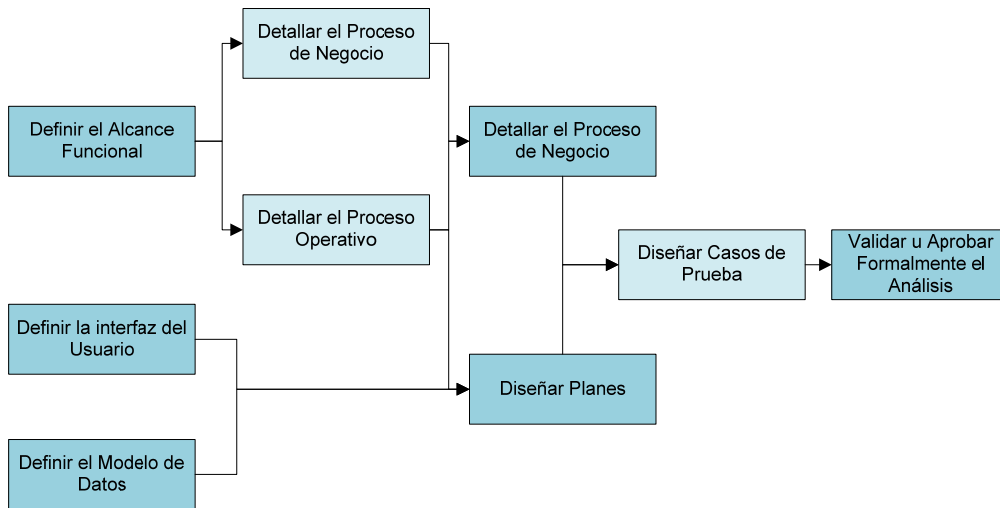 Detallar el Proceso
de Negocio
Definir el Alcance
Funcional
Detallar el Proceso
de Negocio
Detallar el Proceso
Operativo
Diseñar Casos de
Prueba
Validar u Aprobar
Formalmente el
Análisis
Definir la interfaz del
Usuario
Diseñar Planes
Definir el Modelo de
Datos